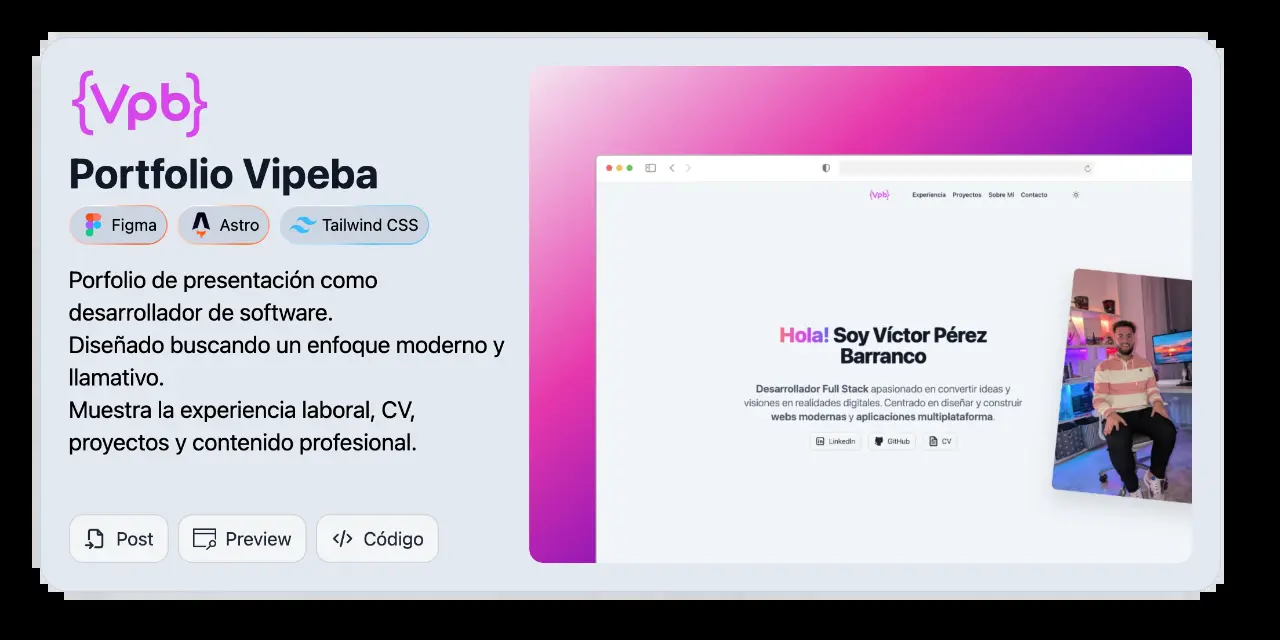 {Vpb}
Portfolio Vipeba
Figma
Astro
Tailwind CSS
Porfolio de presentación como
desarrollador de software.
Diseñado buscando un enfoque moderno y
llamativo.
Muestra la experiencia laboral, CV,
proyectos y contenido profesional.
Post
Preview
Código
{Vpb}
Experiencia Proyectos Sobre Mí Contacto
Hola! Soy Víctor Pérez
Barranco
Desarrollador Full Stack apasionado en convertir ideas y
visiones en realidades digitales. Centrado en diseñar y construir
webs modernas y aplicaciones multiplataforma.
LinkedIn
GitHub
CV